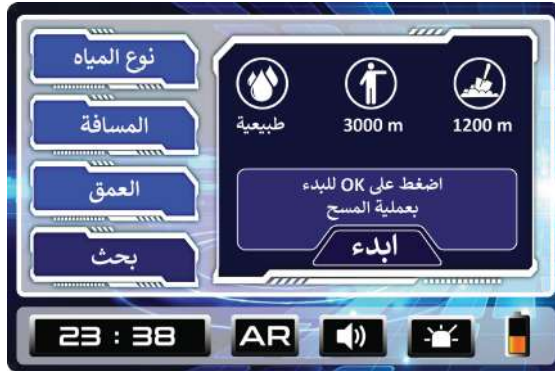 نوع المياه
المسافة
العمق
بحث
1200 m
3000 m
طبيعية
اضغط على OK للبدء
بعملية المسح
ابدء
23 : 38
AR